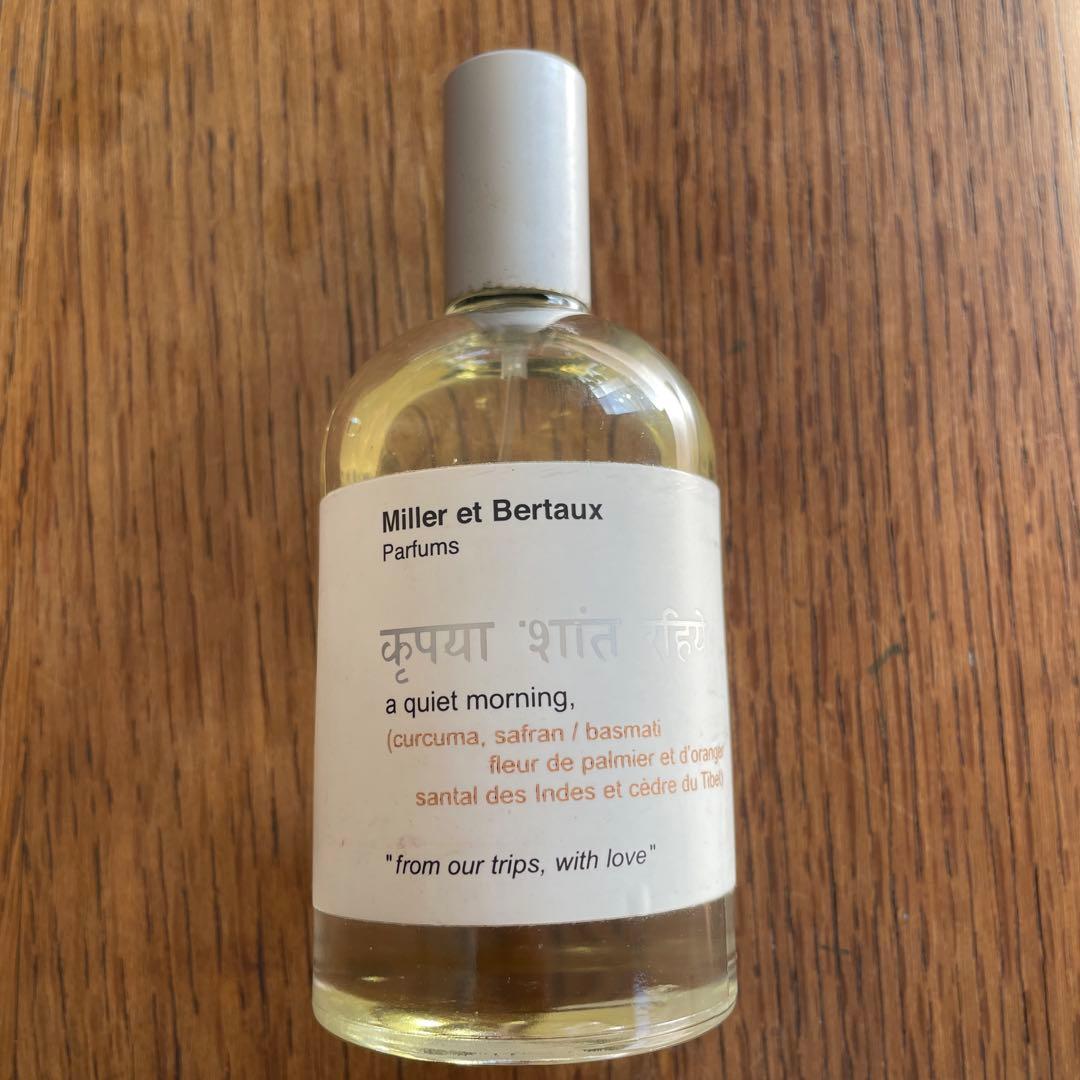 Miller et Bertaux
Parfums
कृपया शांत रहिये
a quiet morning,
(curcuma, safran / basmati
fleur de palmier et d'oranger
santal des Indes et cèdre du Tibet)
"from our trips, with love"